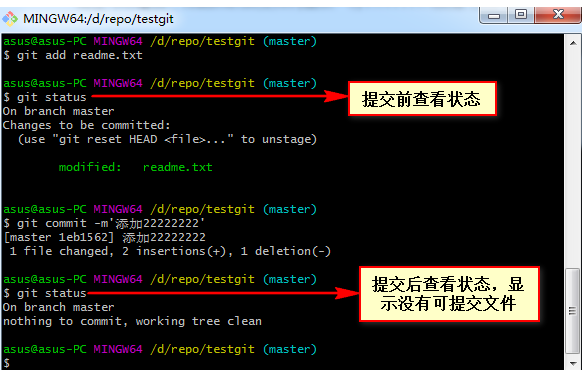 MINGW64:/d/repo/testgit
asus@asus-PC MINGW64 /d/repo/testgit (master)
$ git add readme.txt
asus@asus-PC MINGW64 /d/repo/testgit (master)
$ git status
提交前查看状态
On branch master
Changes to be committed:
(use "git reset HEAD <file>..." to unstage)
modified: readme.txt
asus@asus-PC MINGW64 /d/repo/testgit (master)
$ git commit -m'添加22222222'
[master 1eb1562] 添加22222222
1 file changed, 2 insertions(+), 1 deletion(-)
asus@asus-PC MINGW64 /d/repo/testgit (master)
$ git status
提交后查看状态，显
示没有可提交文件
On branch master
nothing to commit, working tree clean
asus@asus-PC MINGW64 /d/repo/testgit (master)
$